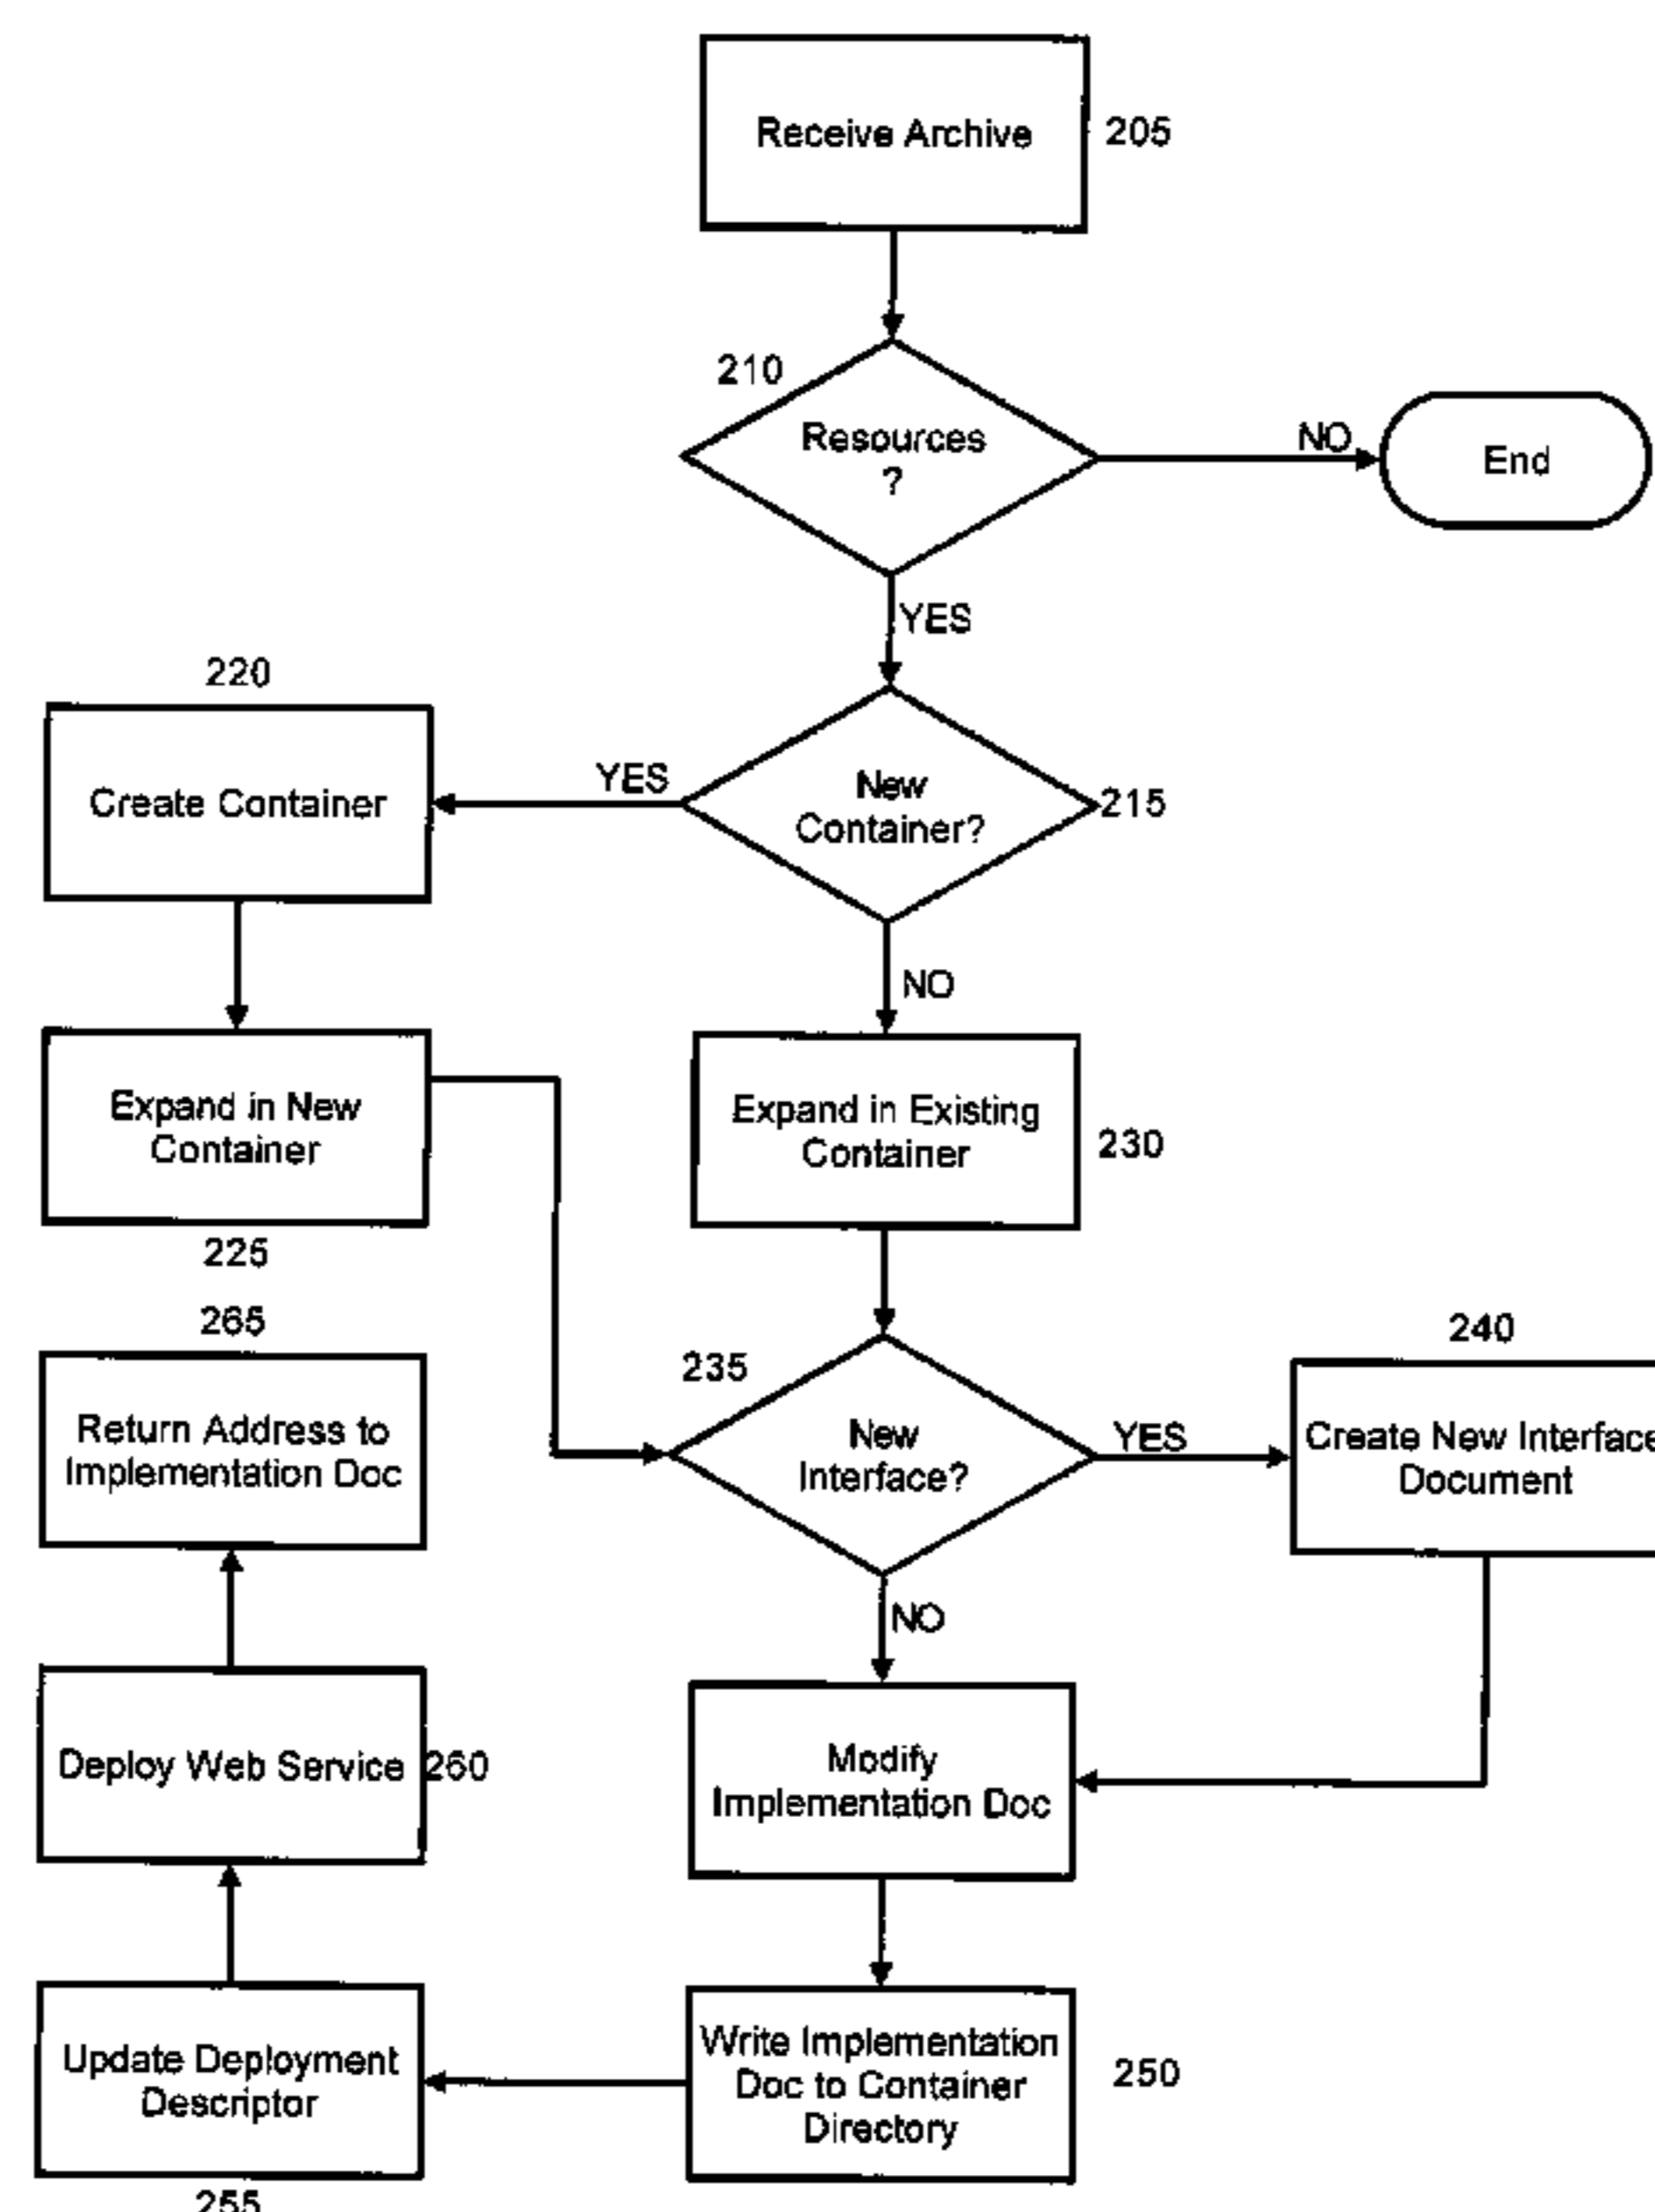 Receive Archive
205
210
Resources
?
NO
End
YES
220
Create Container
YES
New
Container?
215
NO
Expand in New
Container
225
Expand in Existing
Container
230
265
Return Address to
Implementation Doc
235
New
Interface?
YES
240
Create New Interface
Document
NO
Deploy Web Service
260
Modify
Implementation Doc
Update Deployment
Descriptor
255
Write Implementation
Doc to Container
Directory
250